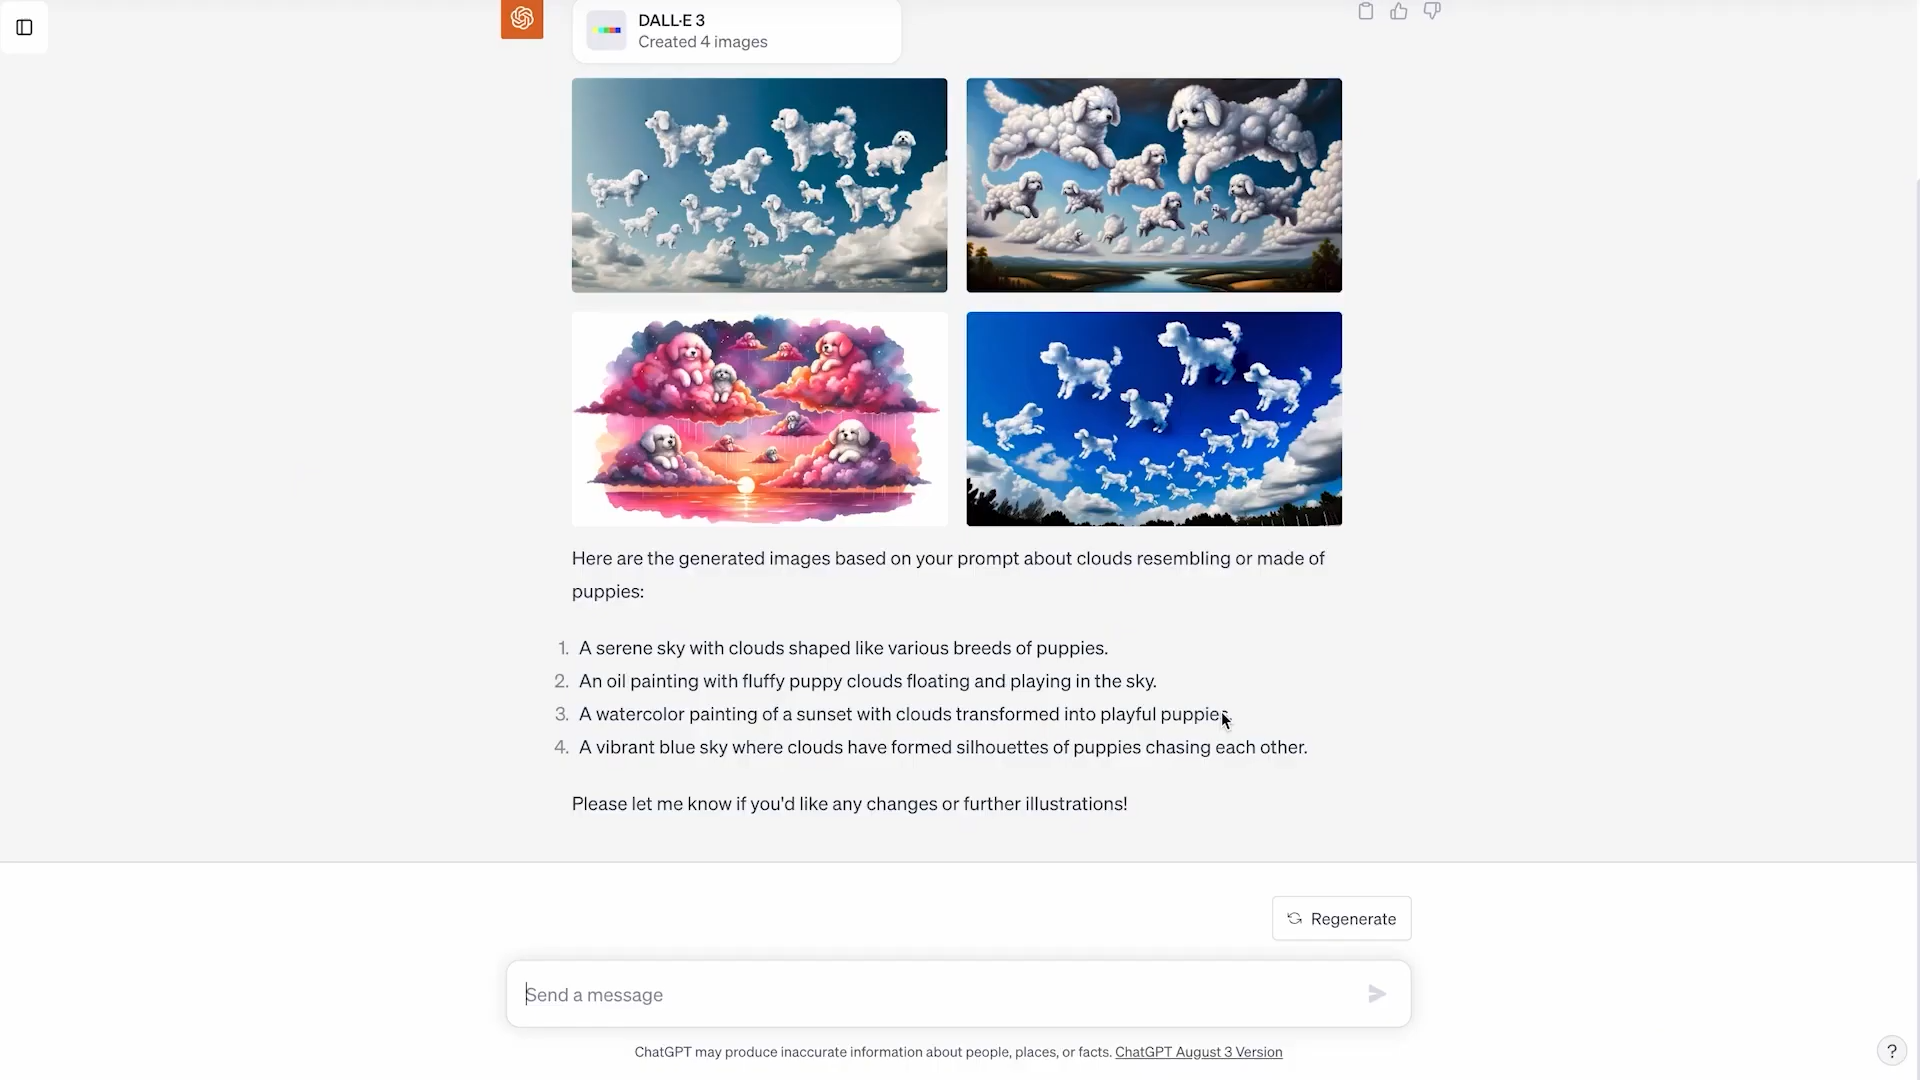 DALL·E 3
Created 4 images
Here are the generated images based on your prompt about clouds resembling or made of
puppies:
1. A serene sky with clouds shaped like various breeds of puppies.
2. An oil painting with fluffy puppy clouds floating and playing in the sky.
3. A watercolor painting of a sunset with clouds transformed into playful puppies.
4. A vibrant blue sky where clouds have formed silhouettes of puppies chasing each other.
Please let me know if you'd like any changes or further illustrations!
Regenerate
Send a message
ChatGPT may produce inaccurate information about people, places, or facts. ChatGPT August 3 Version
?